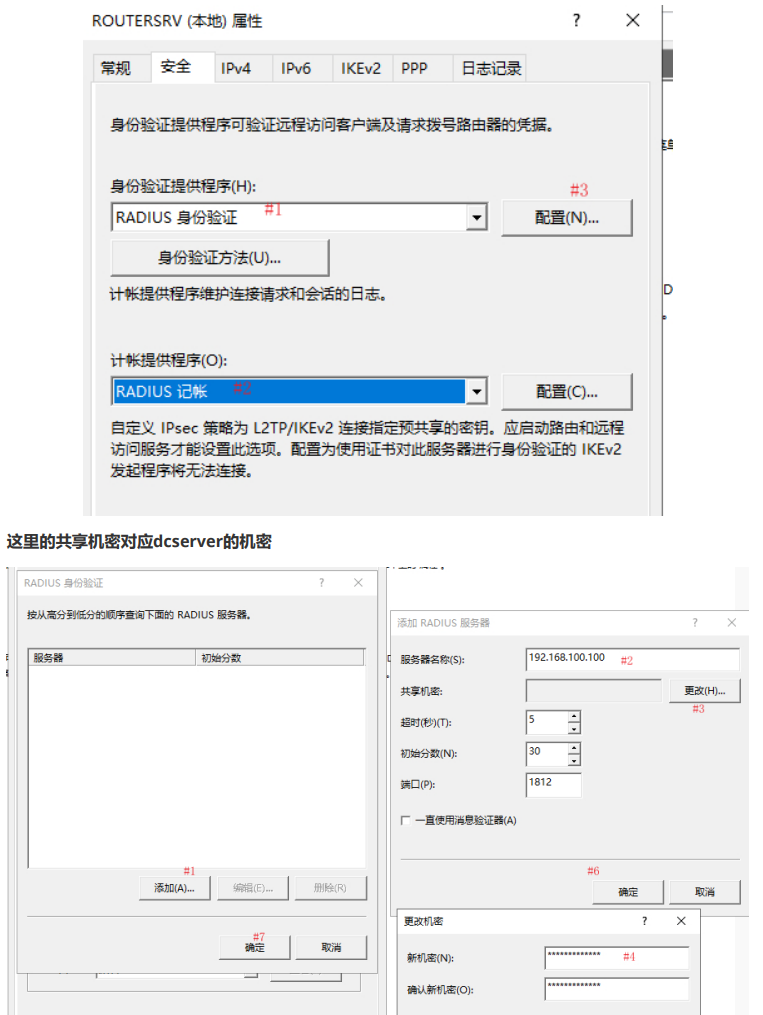 ROUTERSRV (本地) 属性
?
常规 安全 IPv4 IPv6 IKEv2 PPP 日志记录
身份验证提供程序可验证远程访问客户端及请求拨号路由器的凭据。
身份验证提供程序(H):
#3
RADIUS 身份验证 #1
配置(N)...
身份验证方法(U)...
计帐提供程序维护连接请求和会话的日志。
计帐提供程序(O):
RADIUS 记帐 #2
配置(C)...
自定义 IPsec 策略为 L2TP/IKEv2 连接指定预共享的密钥。应启动路由和远程
访问服务才能设置此选项。配置为使用证书对此服务器进行身份验证的 IKEv2
发起程序将无法连接。
这里的共享机密对应dcserver的机密
RADIUS 身份验证 ?
按从高分到低分的顺序查询下面的 RADIUS 服务器。
服务器 初始分数
#1
添加(A)... 编辑(E)... 删除(R)
#7
确定 取消
添加 RADIUS 服务器 ?
服务器名称(S): 192.168.100.100 #2
共享机密: 更改(H)...
#3
超时(秒)(T): 5
初始分数(N): 30
端口(P): 1812
一直使用消息验证器(A)
#6
确定 取消
更改机密 ?
新机密(N): ************* #4
确认新机密(O): *************